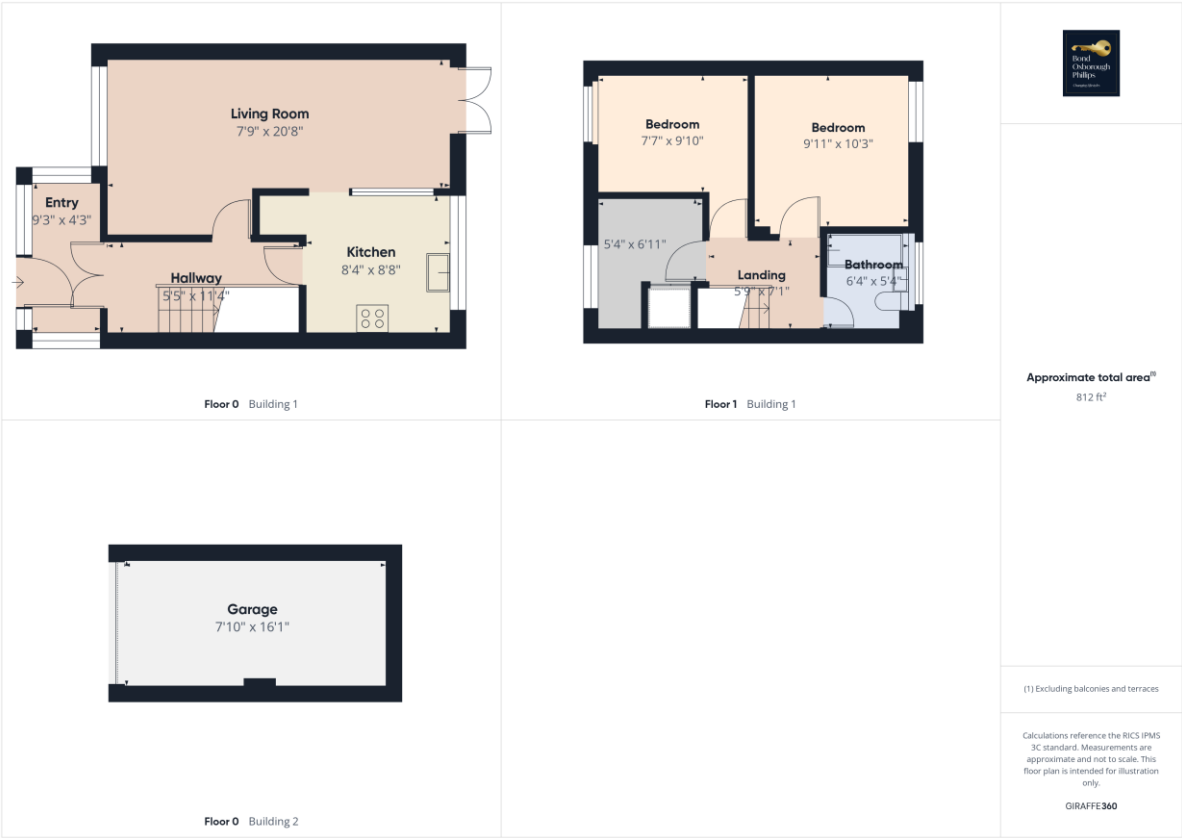 Living Room
7'9" x 20'8"
Entry
9'3" x 4'3"
Kitchen
8'4" x 8'8"
Hallway
5'5" x 11'4"
Floor 0 Building 1
Bedroom
7'7" x 9'10"
Bedroom
9'11" x 10'3"
5'4" x 6'11"
Landing
5'9" x 7'1"
Bathroom
6'4" x 5'4"
Floor 1 Building 1
Garage
7'10" x 16'1"
Floor 0 Building 2
Bond
Oxborough
Phillips
Approximate total area(1)
812 ft²
(1) Excluding balconies and terraces
Calculations reference the RICS IPMS
3C standard. Measurements are
approximate and not to scale. This
floor plan is intended for illustration
only.
GIRAFFE360